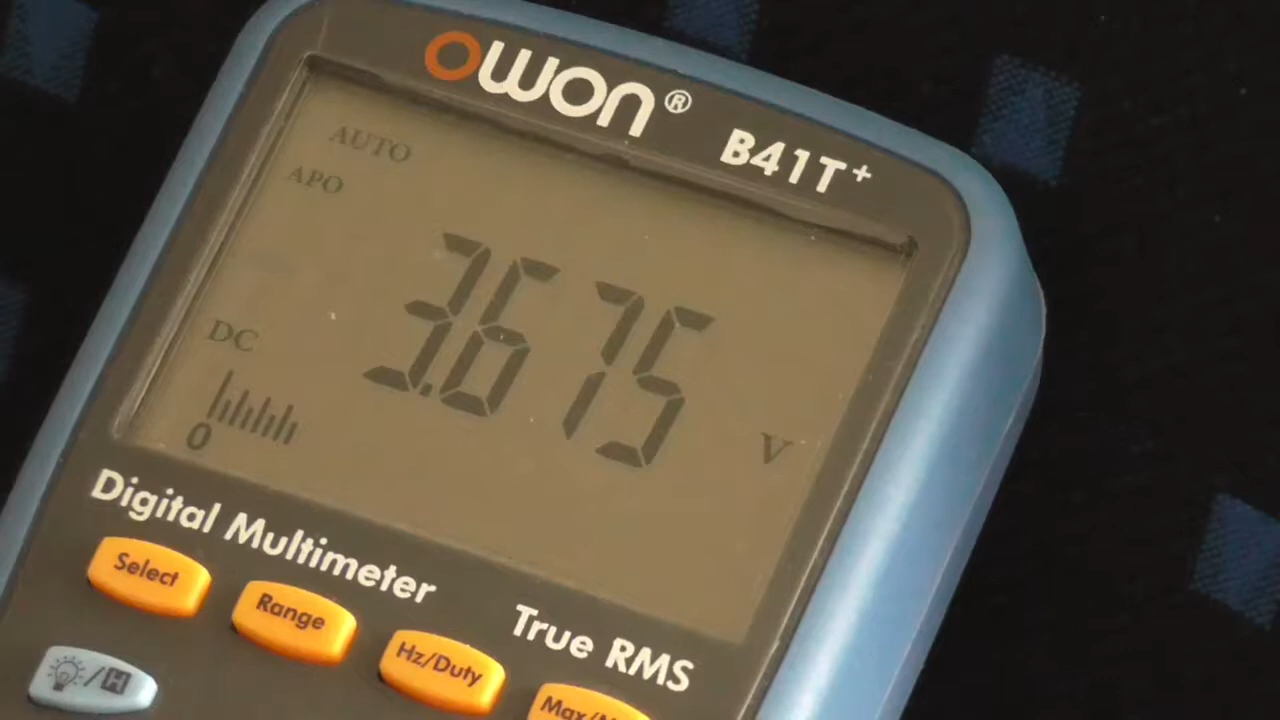 OWON®
B41T+
AUTO
APO
3.675
DC
V
0
Digital Multimeter
True RMS
Select
Range
Hz/Duty
/H